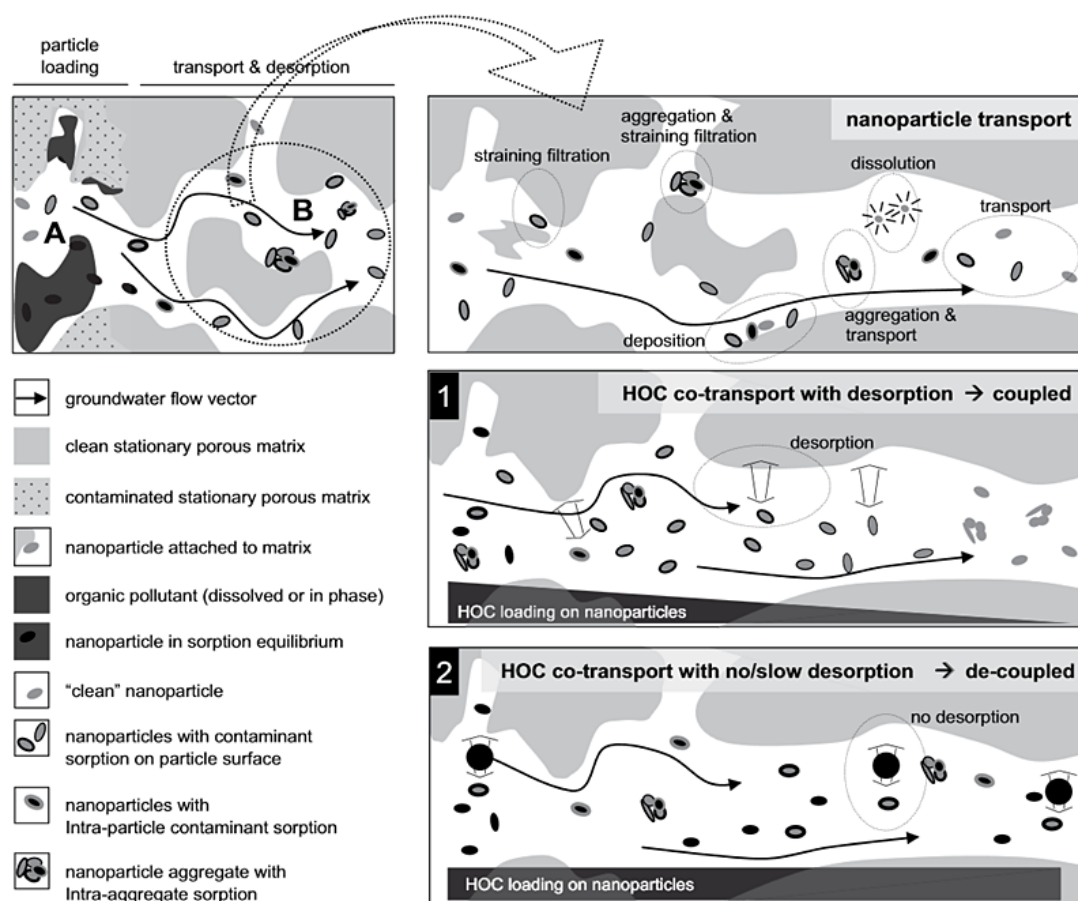 particle
loading
transport & desorption
A
B
groundwater flow vector
clean stationary porous matrix
contaminated stationary porous matrix
nanoparticle attached to matrix
organic pollutant (dissolved or in phase)
nanoparticle in sorption equilibrium
“clean” nanoparticle
nanoparticles with contaminant
sorption on particle surface
nanoparticles with
Intra-particle contaminant sorption
nanoparticle aggregate with
Intra-aggregate sorption
nanoparticle transport
aggregation &
straining filtration
straining filtration
dissolution
transport
aggregation &
transport
deposition
1
HOC co-transport with desorption → coupled
desorption
HOC loading on nanoparticles
2
HOC co-transport with no/slow desorption → de-coupled
no desorption
HOC loading on nanoparticles